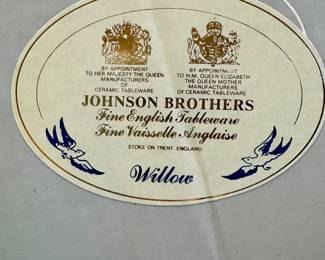 BY APPOINTMENT
TO HER MAJESTY THE QUEEN
MANUFACTURERS
OF
CERAMIC TABLEWARE
BY APPOINTMENT
TO H.M. QUEEN ELIZABETH
THE QUEEN MOTHER
MANUFACTURERS
OF CERAMIC TABLEWARE
JOHNSON BROTHERS
Fine English Tableware
Fine Vaisselle Anglaise
STOKE ON TRENT, ENGLAND
Willow